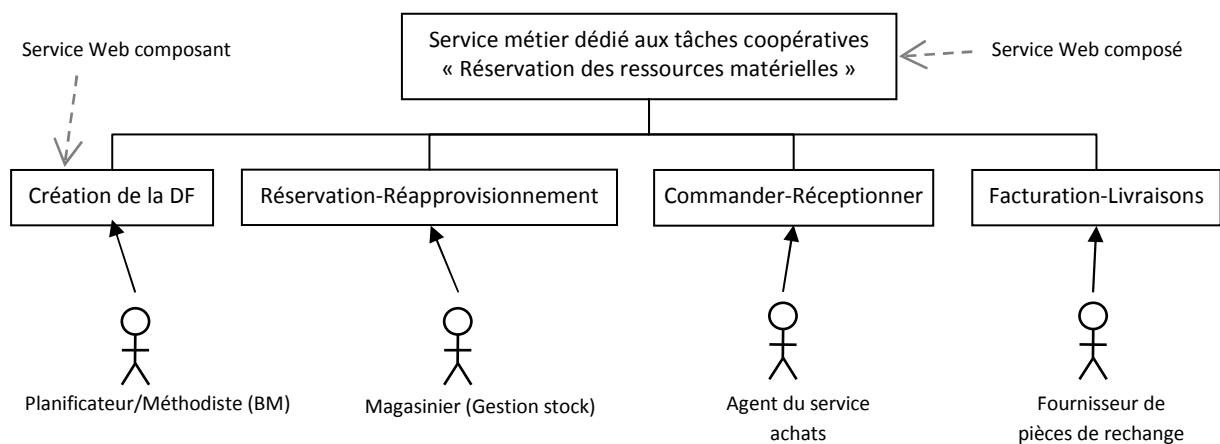 Service Web composant
Service métier dédié aux tâches coopératives
« Réservation des ressources matérielles »
Service Web composé
Création de la DF
Réservation-Réapprovisionnement
Commander-Réceptionner
Facturation-Livraisons
Planificateur/Méthodiste (BM)
Magasinier (Gestion stock)
Agent du service
achats
Fournisseur de
pièces de rechange